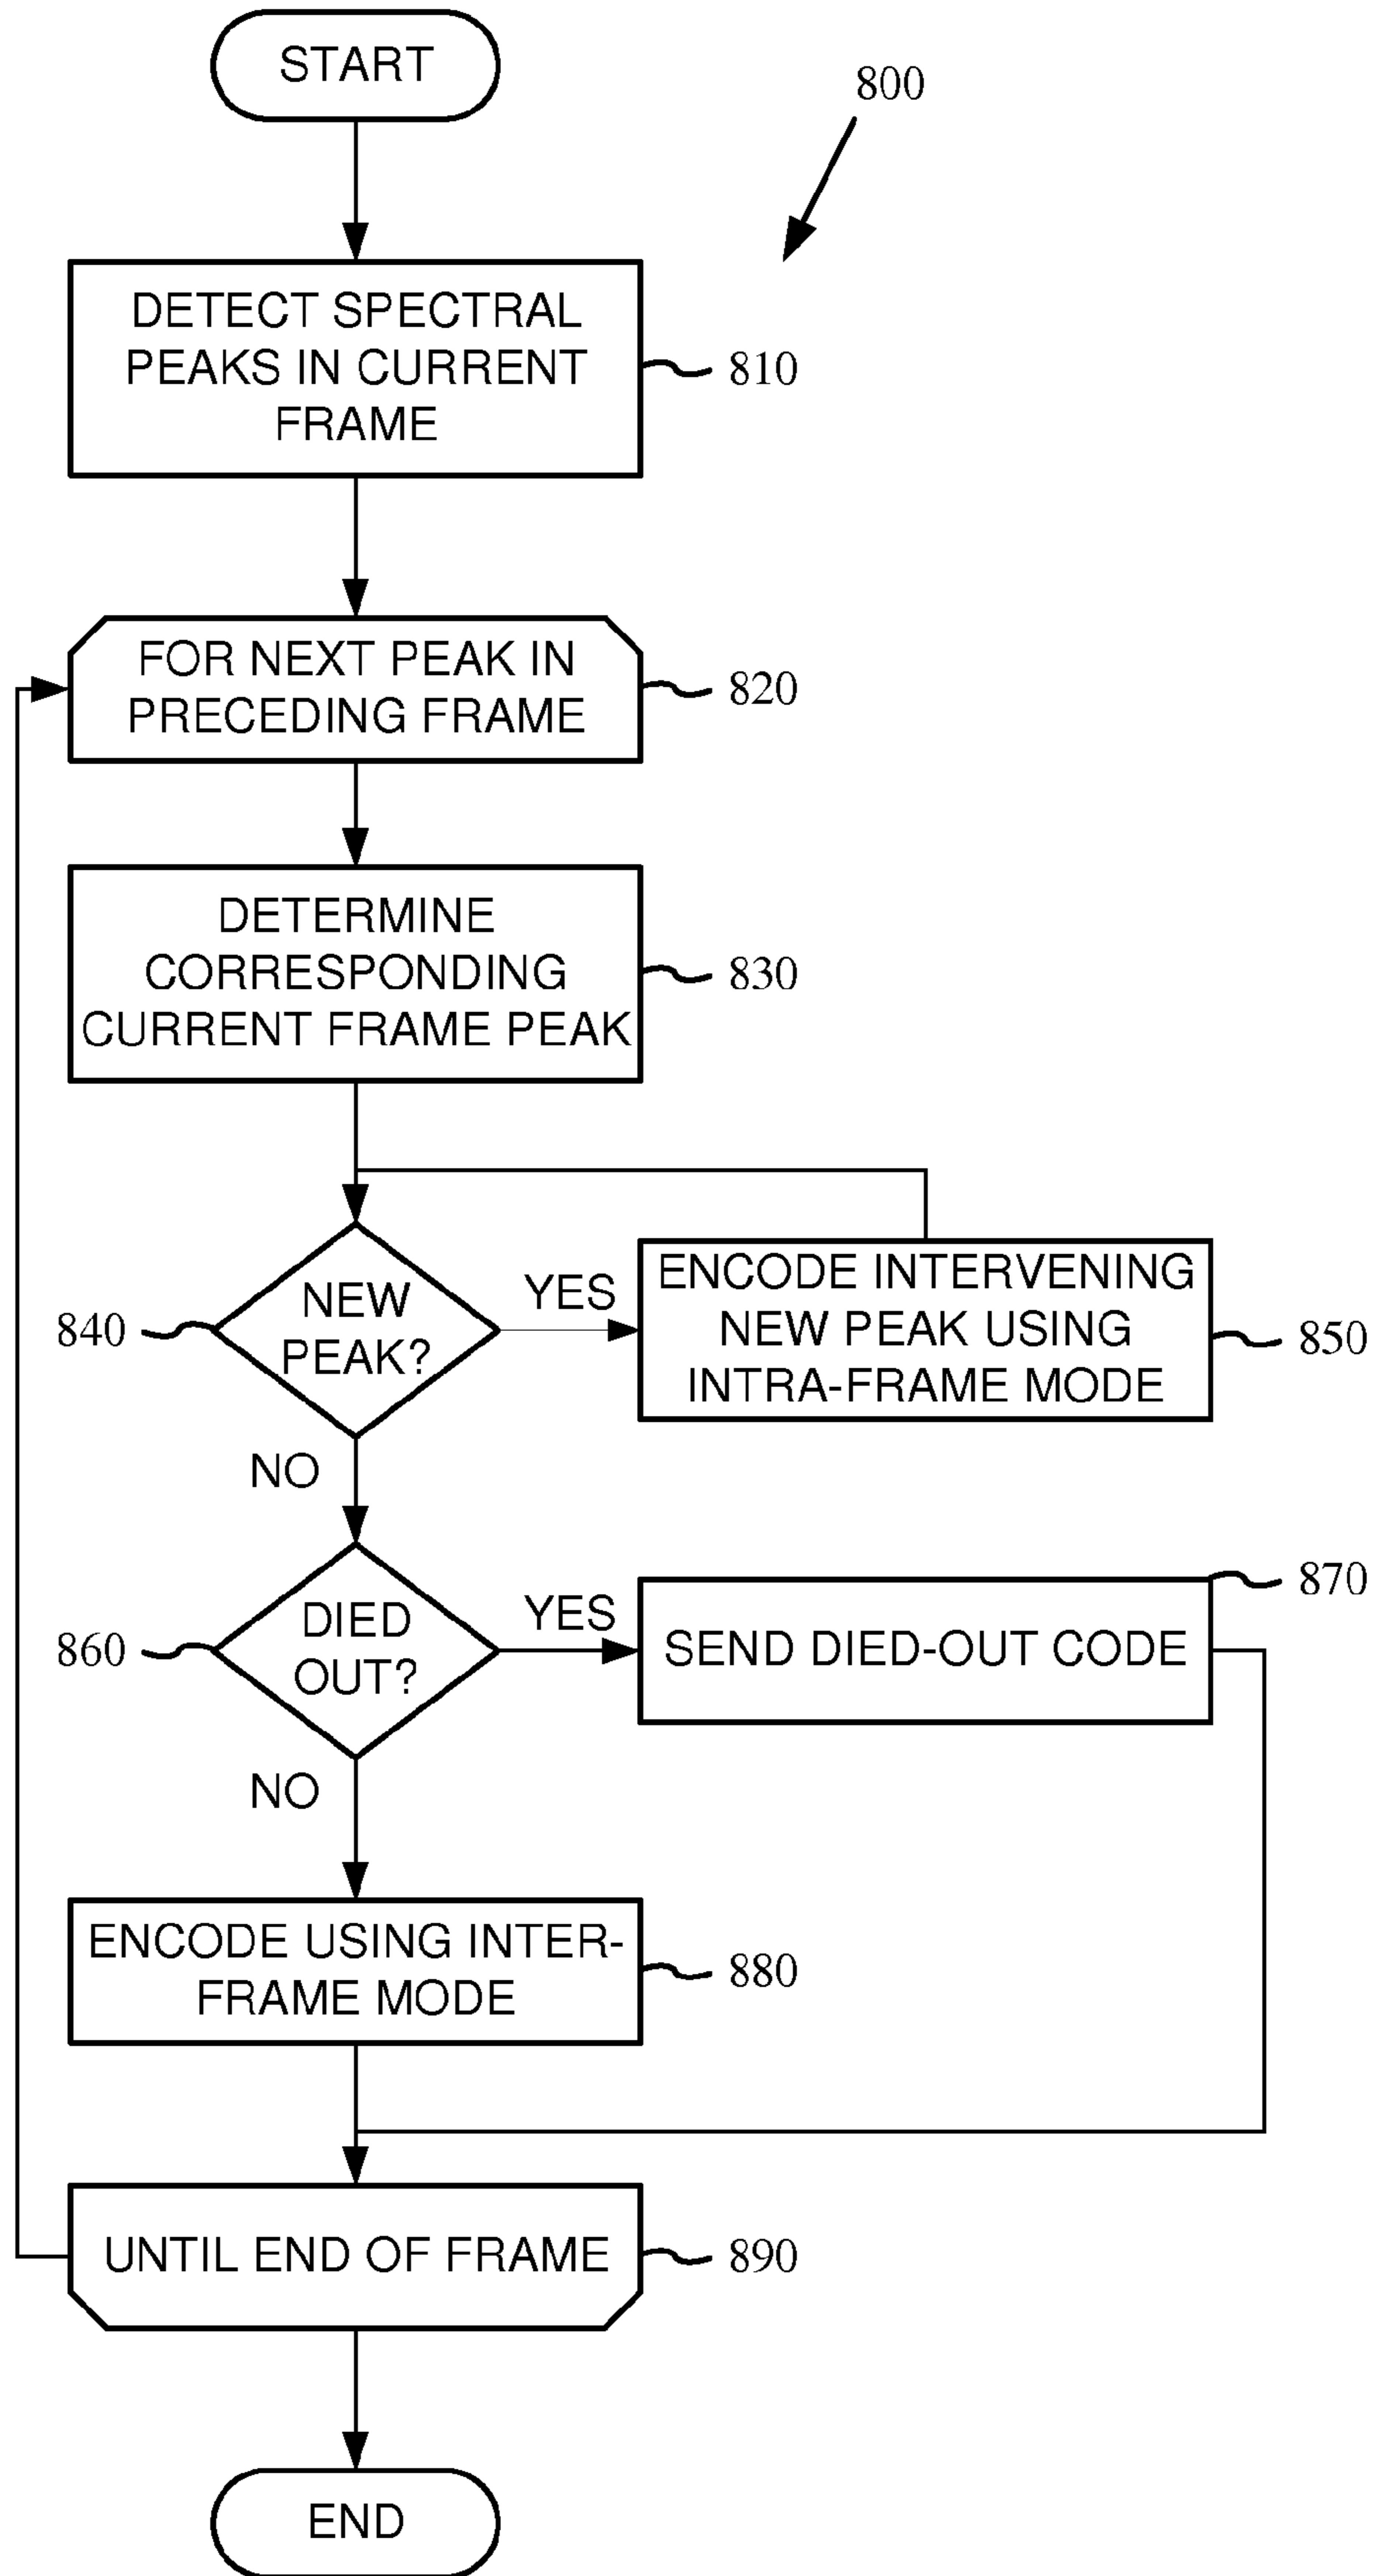 START
800
DETECT SPECTRAL
PEAKS IN CURRENT
FRAME
810
FOR NEXT PEAK IN
PRECEDING FRAME
820
DETERMINE
CORRESPONDING
CURRENT FRAME PEAK
830
NEW
PEAK?
840
YES
ENCODE INTERVENING
NEW PEAK USING
INTRA-FRAME MODE
850
NO
DIED
OUT?
860
YES
SEND DIED-OUT CODE
870
NO
ENCODE USING INTER-
FRAME MODE
880
UNTIL END OF FRAME
890
END